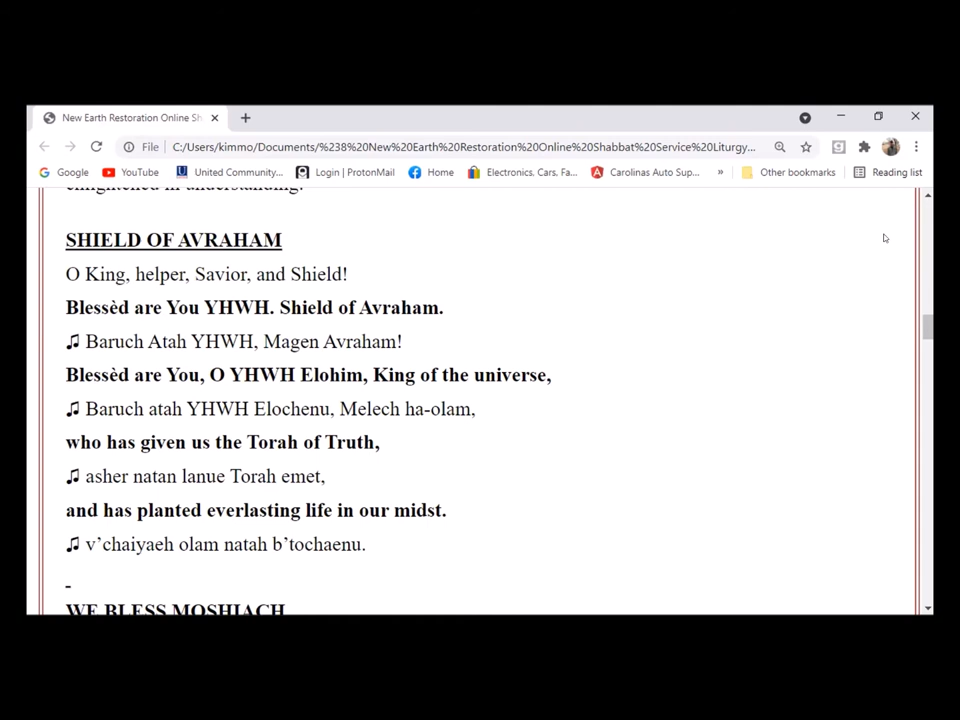 New Earth Restoration Online Sh
File C:/Users/kimmo/Documents/%238%20New%20Earth%20Restoration%20Online%20Shabbat%20Service%20Liturgy...
Google YouTube United Community... Login | ProtonMail Home Electronics, Cars, Fa... Carolinas Auto Sup... » Other bookmarks Reading list
enlightened in understanding!
SHIELD OF AVRAHAM
O King, helper, Savior, and Shield!
Blessèd are You YHWH. Shield of Avraham.
♫ Baruch Atah YHWH, Magen Avraham!
Blessèd are You, O YHWH Elohim, King of the universe,
♫ Baruch atah YHWH Elochenu, Melech ha-olam,
who has given us the Torah of Truth,
♫ asher natan lanue Torah emet,
and has planted everlasting life in our midst.
♫ v’chaiyaeh olam natah b’tochaenu.
-
WE BLESS MOSHIACH